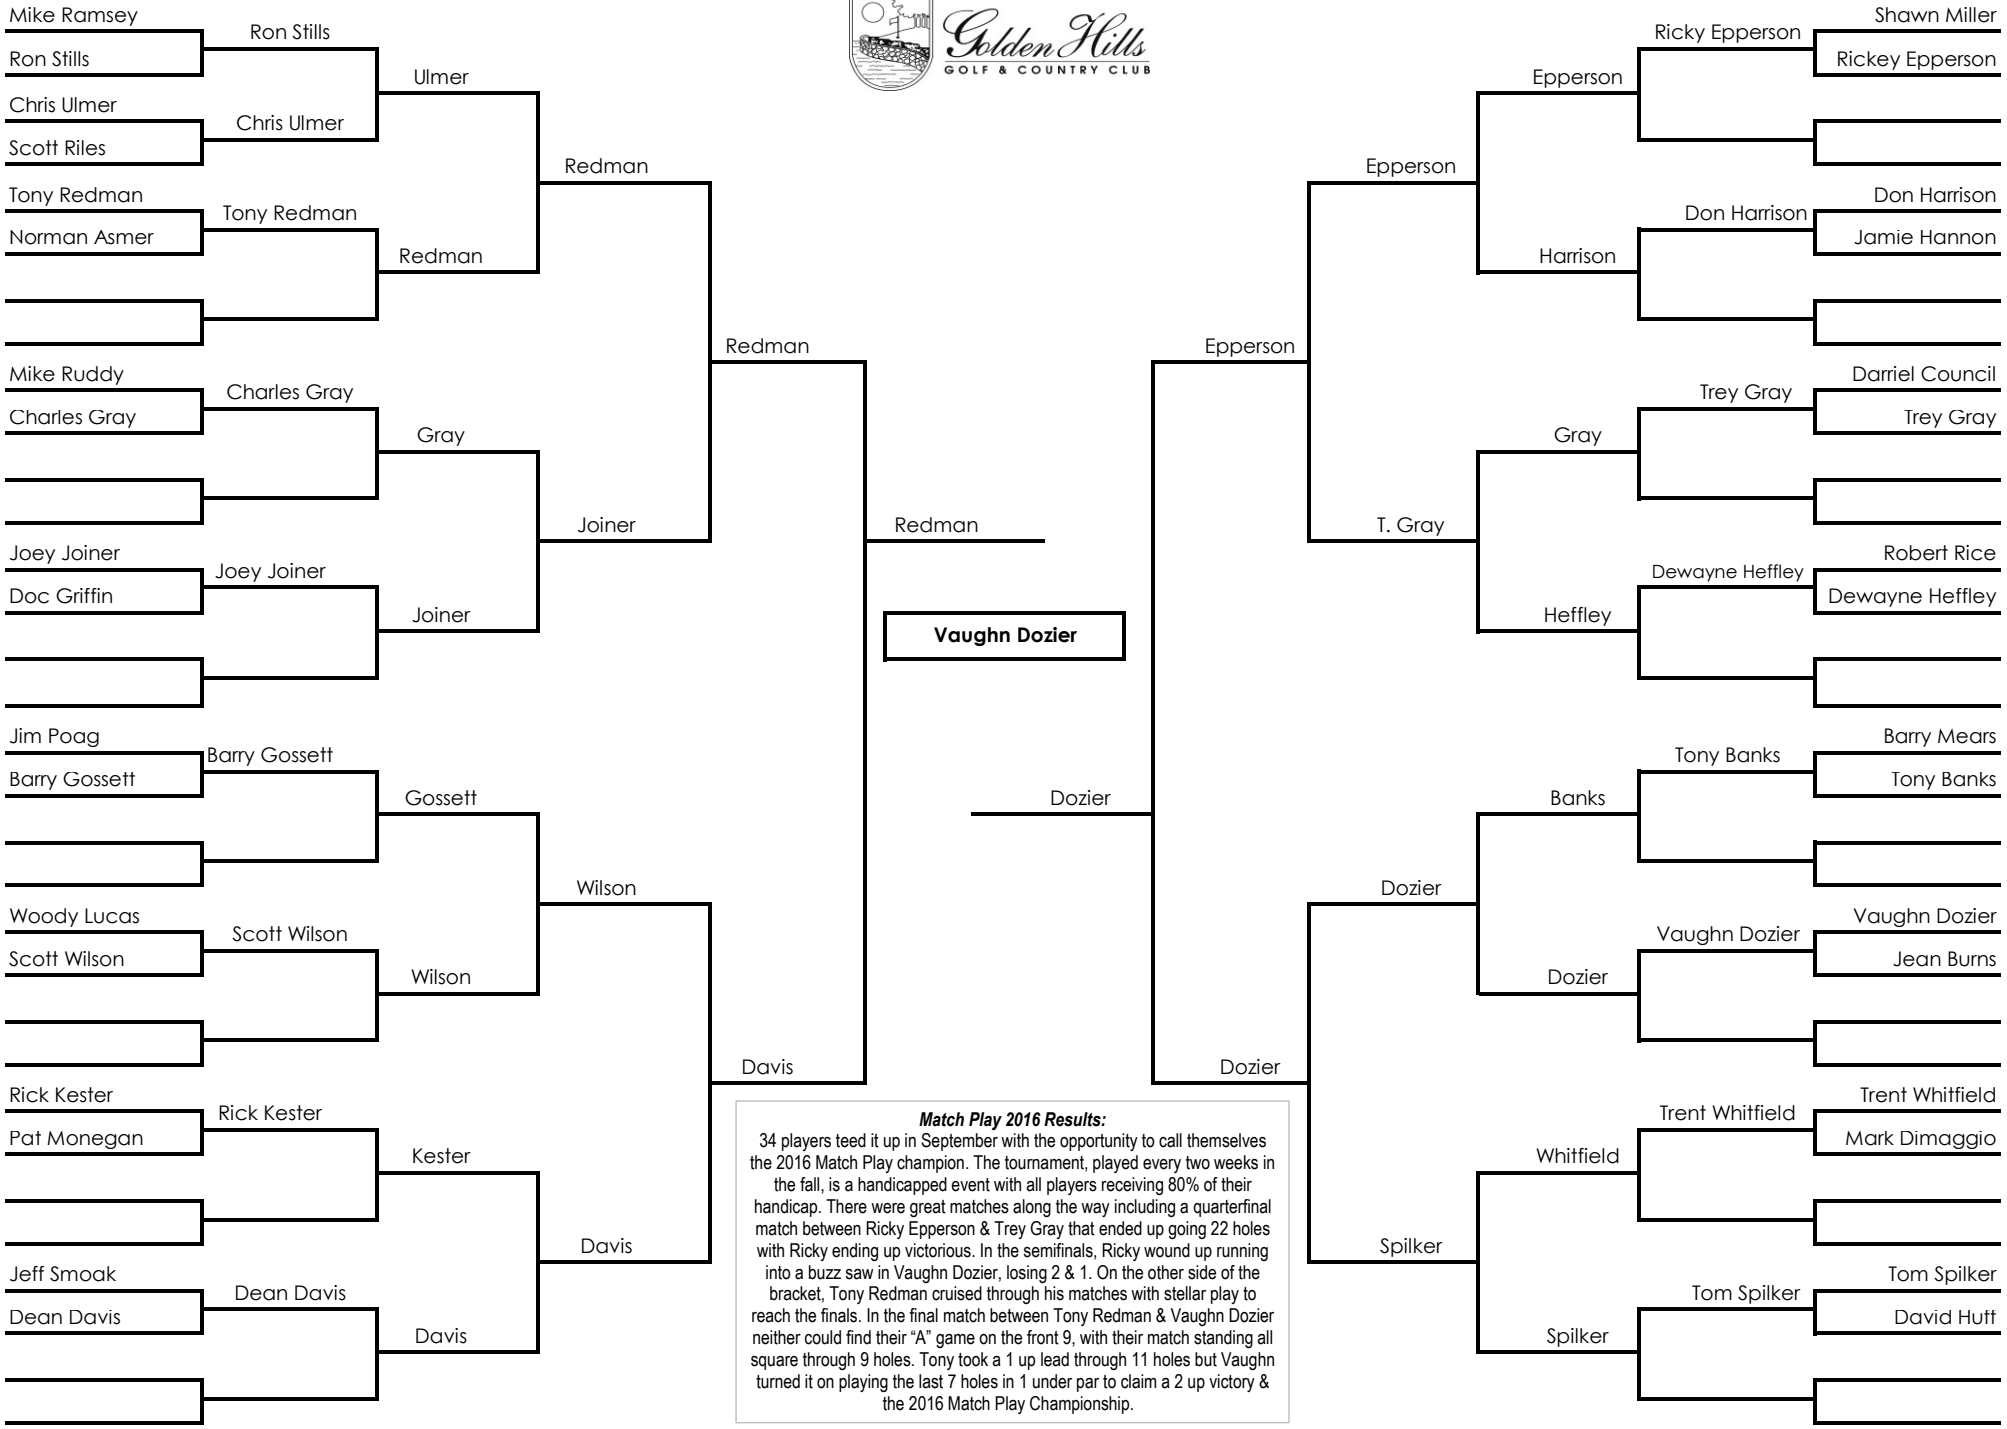 Golden Hills
GOLF & COUNTRY CLUB
Mike Ramsey
Ron Stills
Chris Ulmer
Scott Riles
Tony Redman
Norman Asmer
Mike Ruddy
Charles Gray
Joey Joiner
Doc Griffin
Jim Poag
Barry Gossett
Woody Lucas
Scott Wilson
Rick Kester
Pat Monegan
Jeff Smoak
Dean Davis
Ron Stills
Chris Ulmer
Tony Redman
Charles Gray
Joey Joiner
Barry Gossett
Scott Wilson
Rick Kester
Dean Davis
Ulmer
Redman
Gray
Joiner
Gossett
Wilson
Kester
Davis
Redman
Joiner
Wilson
Davis
Redman
Davis
Redman
Vaughn Dozier
Dozier
Epperson
Dozier
Epperson
T. Gray
Dozier
Spilker
Epperson
Harrison
Gray
Heffley
Banks
Dozier
Whitfield
Spilker
Ricky Epperson
Don Harrison
Trey Gray
Dewayne Heffley
Tony Banks
Vaughn Dozier
Trent Whitfield
Tom Spilker
Shawn Miller
Rickey Epperson
Don Harrison
Jamie Hannon
Darriel Council
Trey Gray
Robert Rice
Dewayne Heffley
Barry Mears
Tony Banks
Vaughn Dozier
Jean Burns
Trent Whitfield
Mark Dimaggio
Tom Spilker
David Huff
Match Play 2016 Results:
34 players teed it up in September with the opportunity to call themselves
the 2016 Match Play champion. The tournament, played every two weeks in
the fall, is a handicapped event with all players receiving 80% of their
handicap. There were great matches along the way including a quarterfinal
match between Ricky Epperson & Trey Gray that ended up going 22 holes
with Ricky ending up victorious. In the semifinals, Ricky wound up running
into a buzz saw in Vaughn Dozier, losing 2 & 1. On the other side of the
bracket, Tony Redman cruised through his matches with stellar play to
reach the finals. In the final match between Tony Redman & Vaughn Dozier
neither could find their “A” game on the front 9, with their match standing all
square through 9 holes. Tony took a 1 up lead through 11 holes but Vaughn
turned it on playing the last 7 holes in 1 under par to claim a 2 up victory &
the 2016 Match Play Championship.